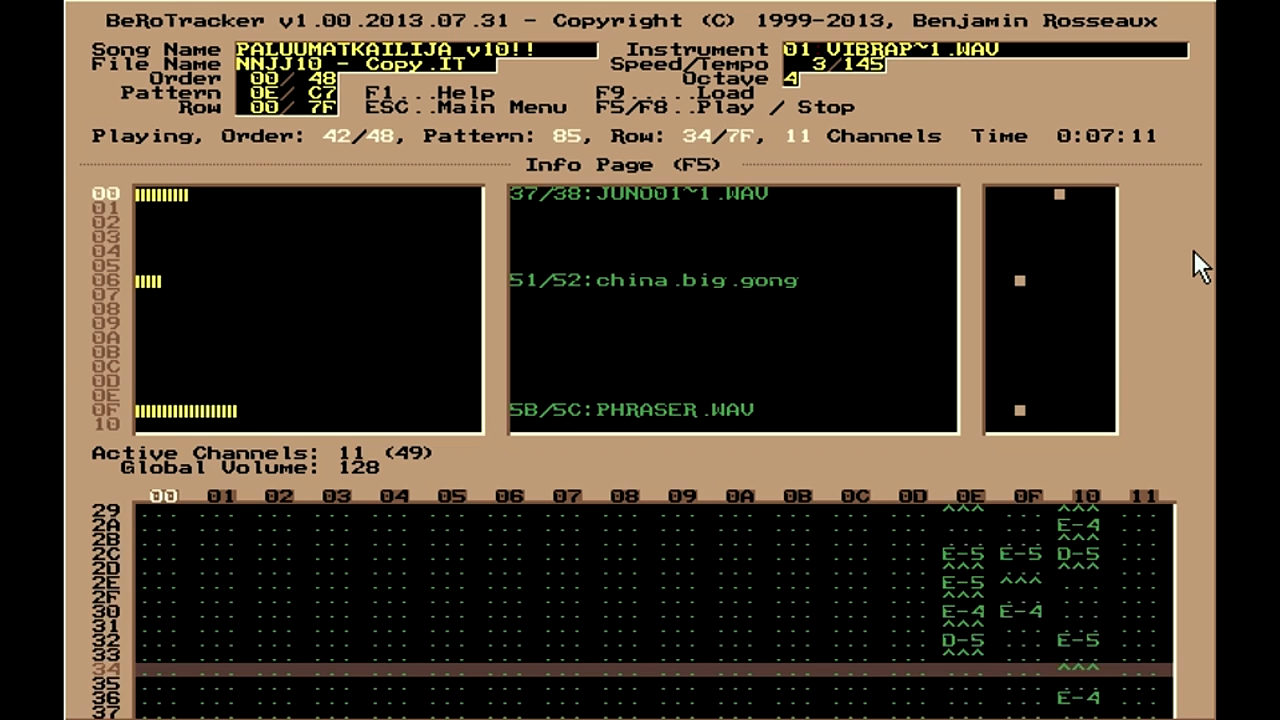 BeRoTracker v1.00.2013.07.31 - Copyright (C) 1999-2013, Benjamin Rosseaux
Song Name PALUUMATKAILIJA v10!! Instrument 01 VIBRAP~1.WAV
File Name NNJJ10 - Copy.IT Speed/Tempo 3/145
Order 00/ 48 Octave 4
Pattern 0E/ C7 F1...Help F9.....Load
Row 00/ 7F ESC..Main Menu F5/F8..Play / Stop
Playing, Order: 42/48, Pattern: 85, Row: 34/7F, 11 Channels Time 0:07:11
Info Page (F5)
00 37/38:JUNO01~1.WAV
01
02
03
04
05
06 51/52:china.big.gong
07
08
09
0A
0B
0C
0D
0E
0F 5B/5C:PHRASER.WAV
10
Active Channels: 11 (49)
Global Volume: 128
00 01 02 03 04 05 06 07 08 09 0A 0B 0C 0D 0E 0F 10 11
29 ... ... ... ... ... ... ... ... ... ... ... ... ... ... ^^^ ... ^^^ ...
2A ... ... ... ... ... ... ... ... ... ... ... ... ... ... ... ... E-4 ...
2B ... ... ... ... ... ... ... ... ... ... ... ... ... ... ... ... ^^^ ...
2C ... ... ... ... ... ... ... ... ... ... ... ... ... ... E-5 E-5 D-5 ...
2D ... ... ... ... ... ... ... ... ... ... ... ... ... ... ^^^ ... ^^^ ...
2E ... ... ... ... ... ... ... ... ... ... ... ... ... ... E-5 ^^^ ... ...
2F ... ... ... ... ... ... ... ... ... ... ... ... ... ... ^^^ ... ... ...
30 ... ... ... ... ... ... ... ... ... ... ... ... ... ... E-4 E-4 ... ...
31 ... ... ... ... ... ... ... ... ... ... ... ... ... ... ^^^ ... ... ...
32 ... ... ... ... ... ... ... ... ... ... ... ... ... ... D-5 ... E-5 ...
33 ... ... ... ... ... ... ... ... ... ... ... ... ... ... ^^^ ... ... ...
34 ... ... ... ... ... ... ... ... ... ... ... ... ... ... ... ... ^^^ ...
35 ... ... ... ... ... ... ... ... ... ... ... ... ... ... ... ... ... ...
36 ... ... ... ... ... ... ... ... ... ... ... ... ... ... ... ... E-4 ...
37